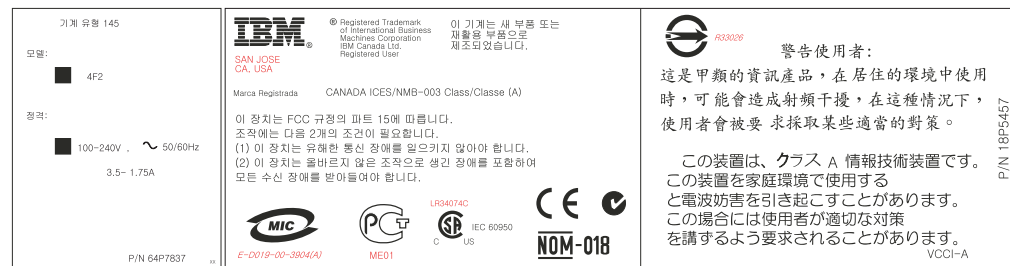 기계 유형 145
모델:
4F2
정격:
100-240V . ~ 50/60Hz
3.5- 1.75A
P/N 64P7837
xx
IBM®
® Registered Trademark
of International Business
Machines Corporation
IBM Canada Ltd.
Registered User
이 기계는 새 부품 또는
재활용 부품으로
제조되었습니다.
SAN JOSE
CA, USA
Marca Registrada
CANADA ICES/NMB-003 Class/Classe (A)
이 장치는 FCC 규정의 파트 15에 따릅니다.
조작에는 다음 2개의 조건이 필요합니다.
(1) 이 장치는 유해한 통신 장애를 일으키지 않아야 합니다.
(2) 이 장치는 올바르지 않은 조작으로 생긴 장애를 포함하여
모든 수신 장애를 받아들여야 합니다.
MIC
E-D019-00-3904(A)
PCT
ME01
LR34074C
SA
C US
IEC 60950
CE
NOM-018
R33026
警告使用者:
這是甲類的資訊產品,在居住的環境中使用
時,可能會造成射頻干擾,在這種情況下,
使用者會被要 求採取某些適當的對策。
この装置は、クラス A 情報技術装置です。
この装置を家庭環境で使用する
と電波妨害を引き起こすことがあります。
この場合には使用者が適切な対策
を講ずるよう要求されることがあります。
VCCI-A
P/N 18P5457